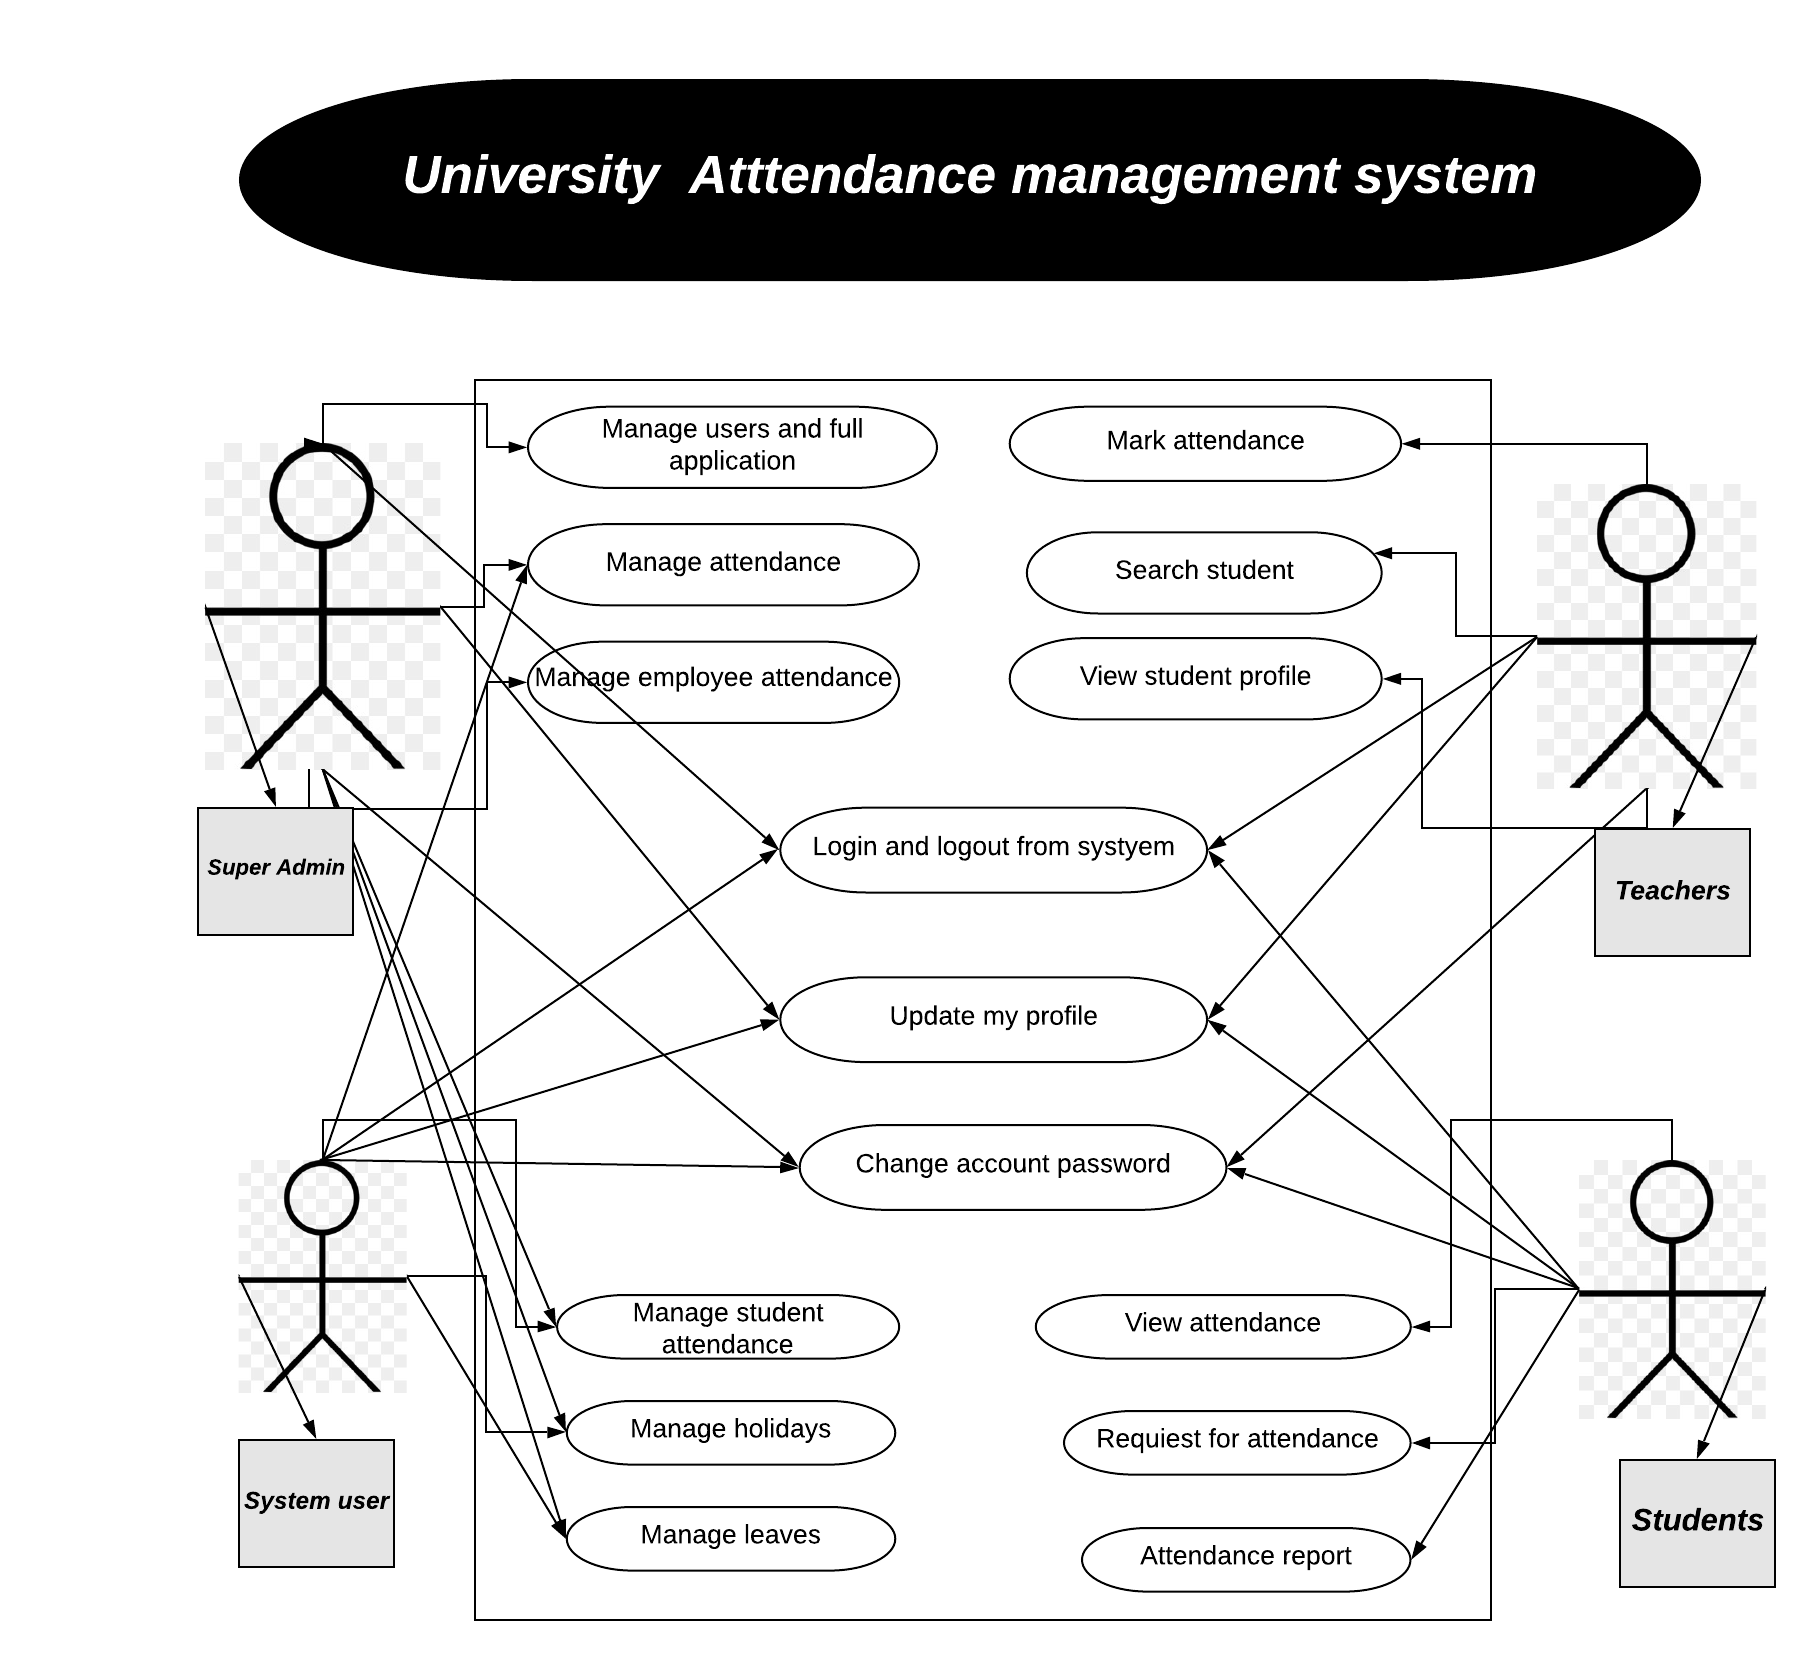 University Atttendance management system
Manage users and full
application
Mark attendance
Manage attendance
Search student
Manage employee attendance
View student profile
Login and logout from systyem
Super Admin
Teachers
Update my profile
Change account password
Manage student
attendance
View attendance
Manage holidays
Requiest for attendance
System user
Students
Manage leaves
Attendance report